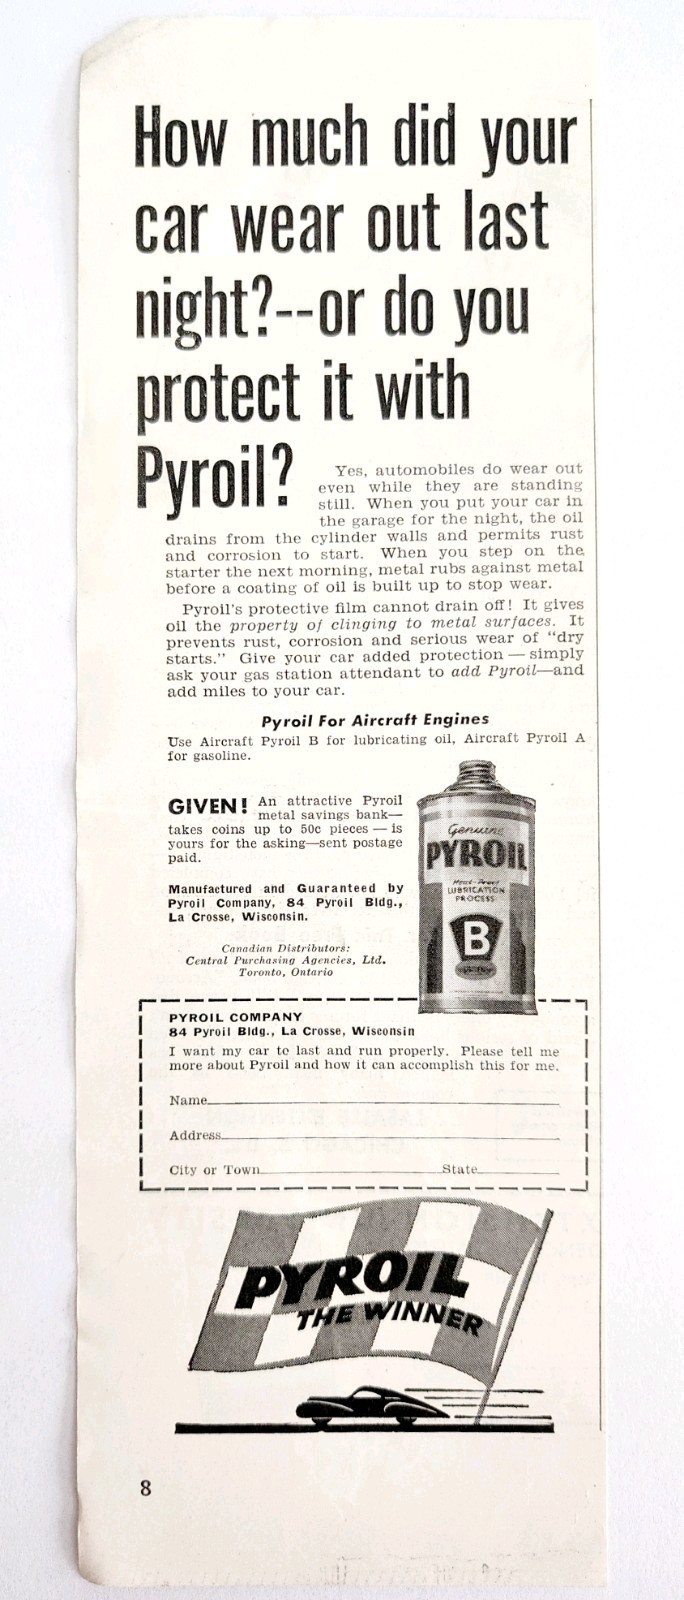 How much did your
car wear out last
night?--or do you
protect it with
Pyroil?
Yes, automobiles do wear out
even while they are standing
still. When you put your car in
the garage for the night, the oil
drains from the cylinder walls and permits rust
and corrosion to start. When you step on the
starter the next morning, metal rubs against metal
before a coating of oil is built up to stop wear.
Pyroil's protective film cannot drain off! It gives
oil the property of clinging to metal surfaces. It
prevents rust, corrosion and serious wear of "dry
starts." Give your car added protection — simply
ask your gas station attendant to add Pyroil—and
add miles to your car.
Pyroil For Aircraft Engines
Use Aircraft Pyroil B for lubricating oil, Aircraft Pyroil A
for gasoline.
GIVEN! An attractive Pyroil
metal savings bank—
takes coins up to 50c pieces — is
yours for the asking—sent postage
paid.
Manufactured and Guaranteed by
Pyroil Company, 84 Pyroil Bldg.,
La Crosse, Wisconsin.
Canadian Distributors:
Central Purchasing Agencies, Ltd.
Toronto, Ontario
Genuine
PYROIL
Heat-Proof
LUBRICATION
PROCESS
B
PYROIL COMPANY
84 Pyroil Bldg., La Crosse, Wisconsin
I want my car to last and run properly. Please tell me
more about Pyroil and how it can accomplish this for me.
Name
Address
City or Town State
PYROIL
THE WINNER
8